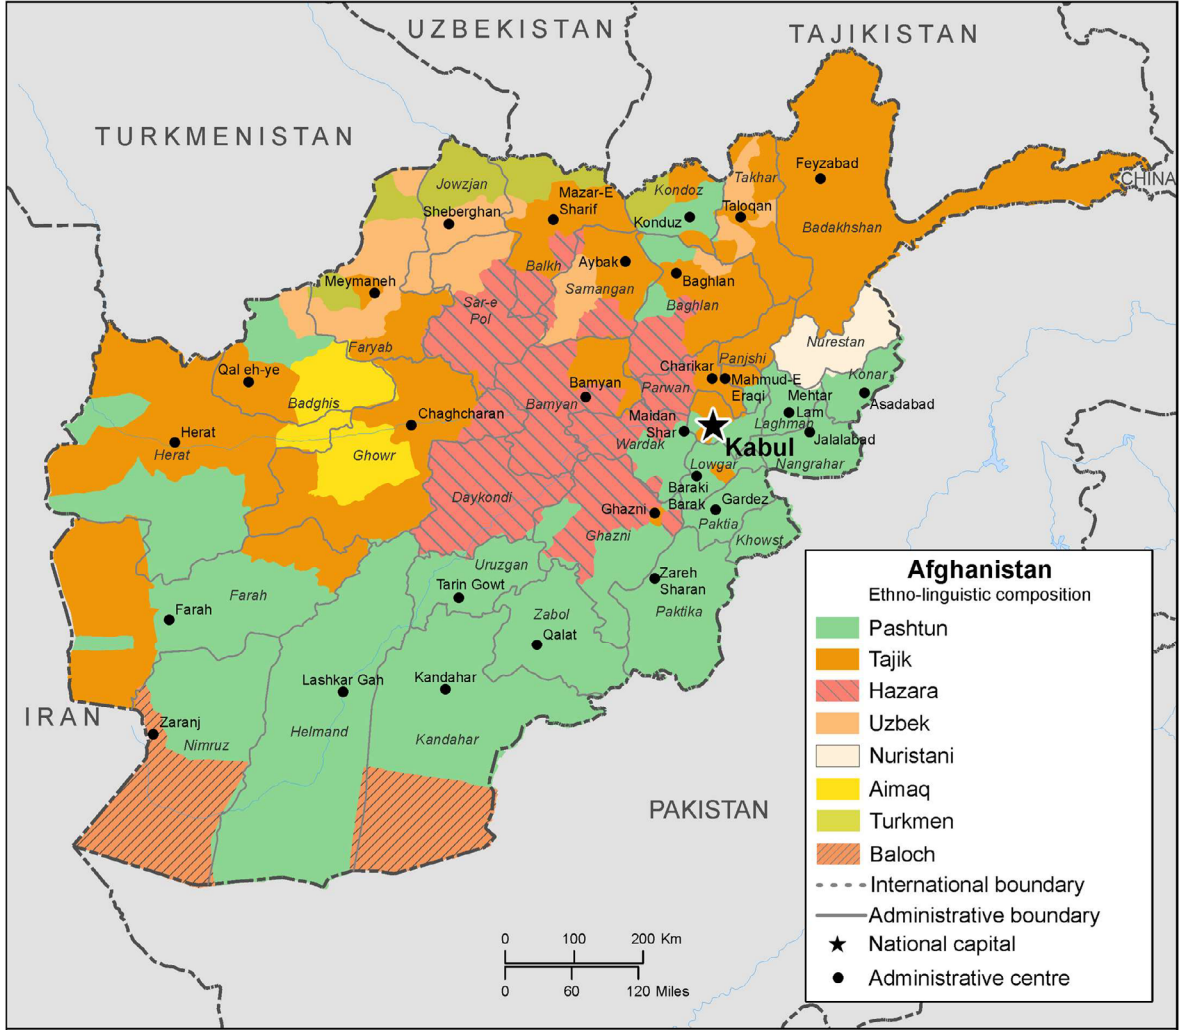 UZBEKISTAN
TAJIKISTAN
TURKMENISTAN
CHINA
Feyzabad
Takhar
Kondoz
Jowzjan
Mazar-E
Sharif
Sheberghan
Konduz
Taloqan
Badakhshan
Balkh
Aybak
Samangan
Baghlan
Baghlan
Meymaneh
Sar-e
Pol
Faryab
Nurestan
Qal eh-ye
Badghis
Bamyan
Bamyan
Parwan
Charikar
Panjshi
Mahmud-E
Eraqi
Mehtar
Lam
Konar
Asadabad
Chaghcharan
Maidan
Shar
Wardak
Laghman
Jalalabad
Kabul
Nangrahar
Herat
Herat
Ghowr
Lowgar
Baraki
Barak
Gardez
Daykondi
Ghazni
Ghazni
Paktia
Khowst
Uruzgan
Tarin Gowt
Zareh
Sharan
Paktika
Farah
Farah
Zabol
Qalat
Lashkar Gah
Kandahar
IRAN
Zaranj
Nimruz
Helmand
Kandahar
PAKISTAN
Afghanistan
Ethno-linguistic composition
Pashtun
Tajik
Hazara
Uzbek
Nuristani
Aimaq
Turkmen
Baloch
International boundary
Administrative boundary
National capital
Administrative centre
0 100 200 Km
0 60 120 Miles